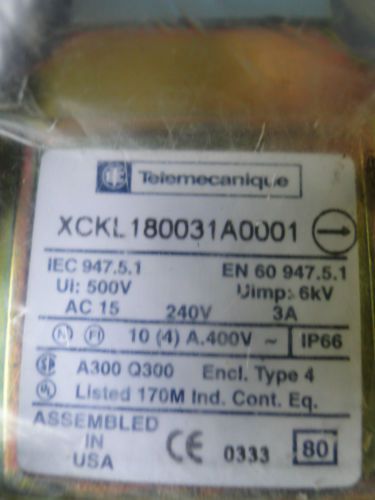 Telemecanique
XCKL180031A0001
IEC 947.5.1 EN 60 947.5.1
Ui: 500V Uimp: 6kV
AC 15 240V 3A
N FI 10 (4) A.400V ~ IP66
A300 Q300 Encl. Type 4
Listed 170M Ind. Cont. Eq.
ASSEMBLED
IN
USA
CE 0333 80